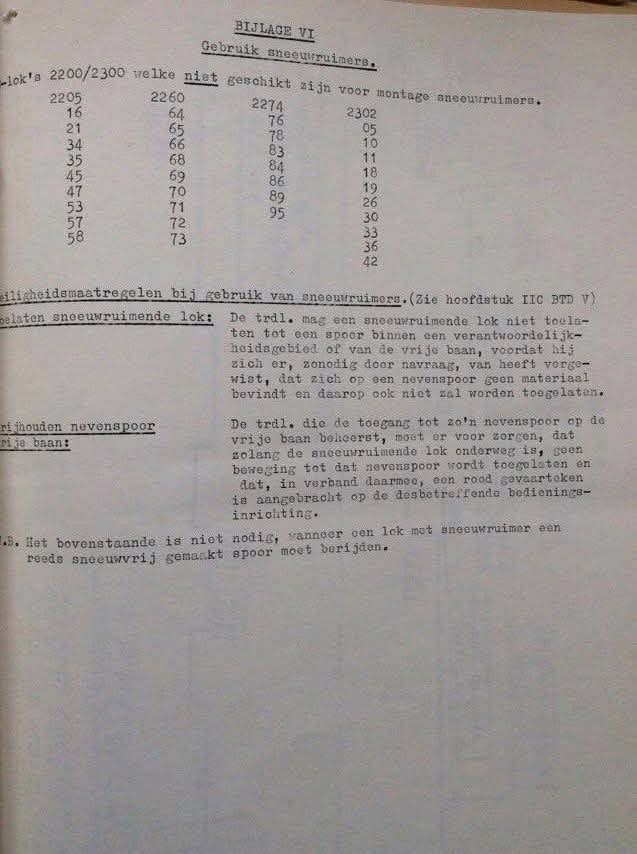 BIJLAGE VI
Gebruik sneeuwruimers.
-lok's 2200/2300 welke niet geschikt zijn voor montage sneeuwruimers.
2205 2260 2274 2302
16 64 76 05
21 65 78 10
34 66 83 11
35 68 84 18
45 69 86 19
47 70 89 26
53 71 95 30
57 72 33
58 73 36
42
eiligheidsmaatregelen bij gebruik van sneeuwruimers.(Zie hoofdstuk IIC BTD V)
oelaten sneeuwruimende lok: De trdl. mag een sneeuwruimende lok niet toela-
ten tot een spoor binnen een verantwoordelijk-
heidsgebied of van de vrije baan, voordat hij
zich er, zonodig door navraag, van heeft verge-
wist, dat zich op een nevenspoor geen materiaal
bevindt en daarop ook niet zal worden toegelaten.
rijhouden nevenspoor De trdl. die de toegang tot zo'n nevenspoor op de
rije baan: vrije baan beheerst, moet er voor zorgen, dat
zolang de sneeuwruimende lok onderweg is, geen
beweging tot dat nevenspoor wordt toegelaten en
dat, in verband daarmee, een rood gevaarteken
is aangebracht op de desbetreffende bedienings-
inrichting.
.B. Het bovenstaande is niet nodig, wanneer een lok met sneeuwruimer een
reeds sneeuwvrij gemaakt spoor moet berijden.